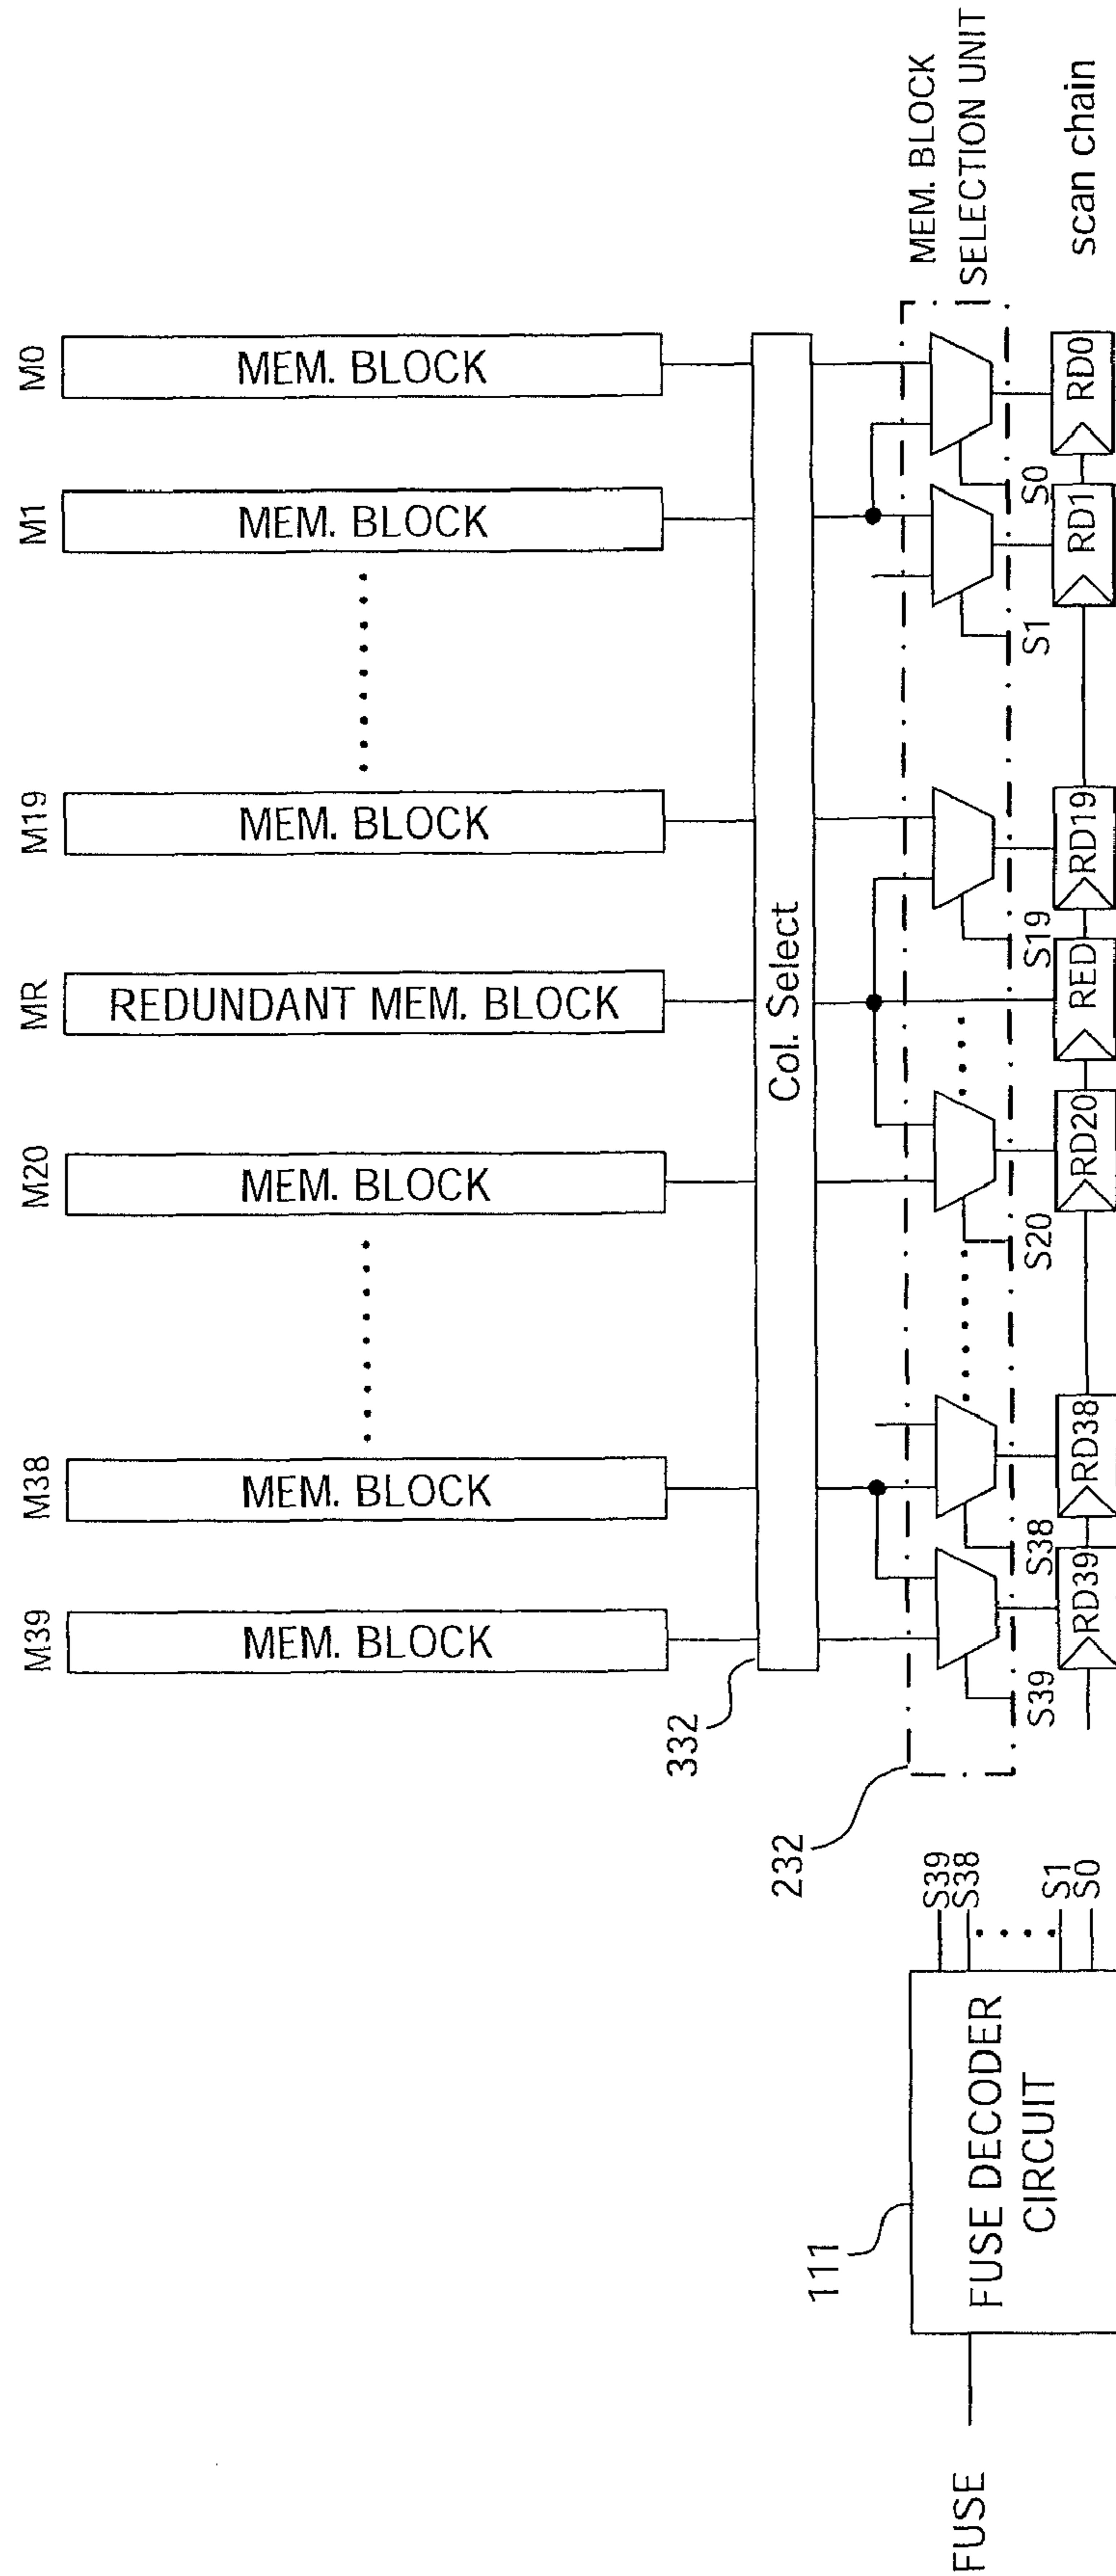 M39
M38
M20
MR
M19
M1
M0
MEM. BLOCK
MEM. BLOCK
MEM. BLOCK
REDUNDANT MEM. BLOCK
MEM. BLOCK
MEM. BLOCK
MEM. BLOCK
332
Col. Select
232
MEM. BLOCK
SELECTION UNIT
S39
S38
S20
S19
S1
S0
RD39
RD38
RD20
RED
RD19
RD1
RD0
scan chain
111
FUSE
FUSE DECODER
CIRCUIT
S39
S38
S1
S0